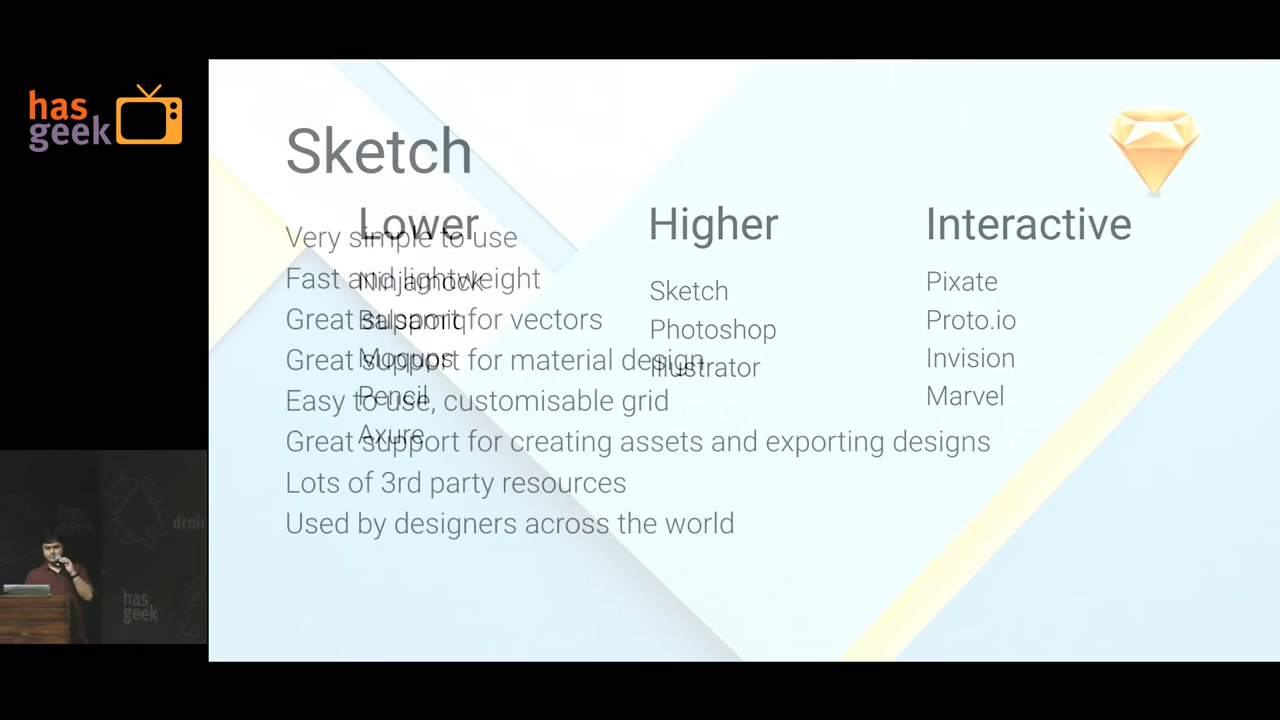 has
geek
Sketch
Lower
Higher
Interactive
Very simple to use
Fast and lightweight
Great support for vectors
Great support for material design
Easy to use, customisable grid
Great support for creating assets and exporting designs
Lots of 3rd party resources
Used by designers across the world
Ninjamock
Balsamiq
Moqups
Pencil
Axure
Sketch
Photoshop
Illustrator
Pixate
Proto.io
Invision
Marvel
has
geek
droid
has
geek